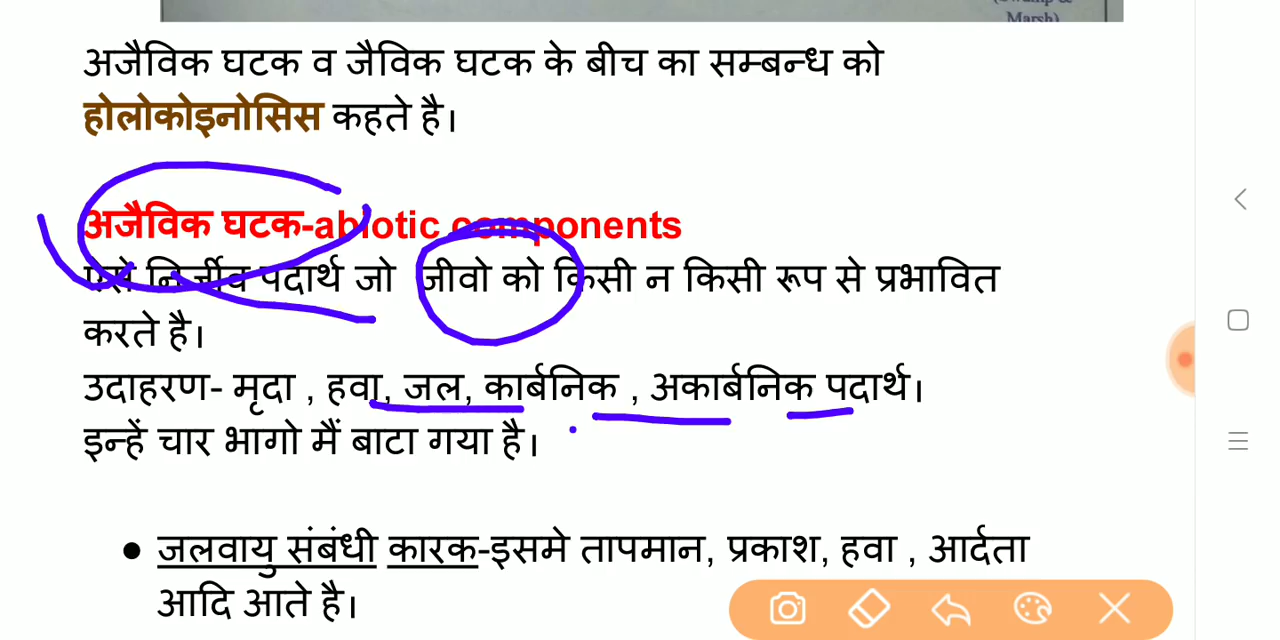 Marsh)
अजैविक घटक व जैविक घटक के बीच का सम्बन्ध को
होलोकोइनोसिस कहते है।
अजैविक घटक-abiotic components
ऐसे निर्जीव पदार्थ जो जीवो को किसी न किसी रूप से प्रभावित
करते है।
उदाहरण- मृदा , हवा, जल, कार्बनिक , अकार्बनिक पदार्थ।
इन्हें चार भागो मैं बाटा गया है।
● जलवायु संबंधी कारक-इसमे तापमान, प्रकाश, हवा , आर्दता
आदि आते है।